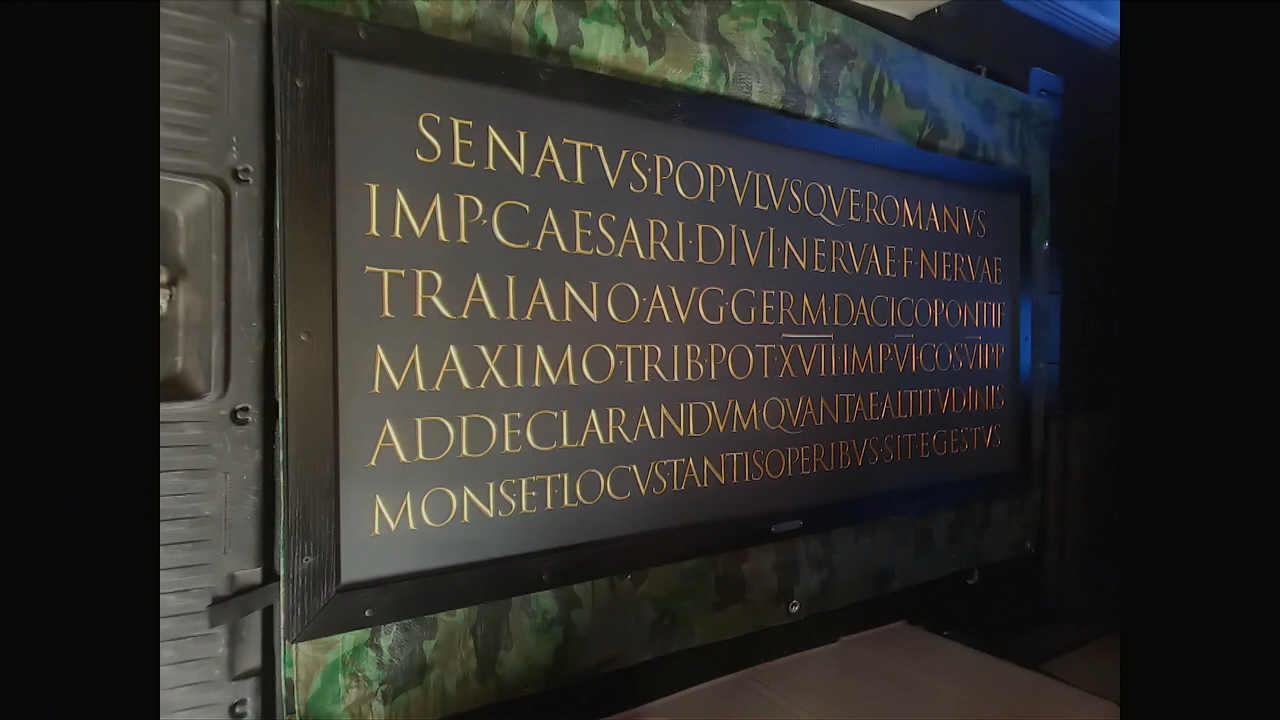 SENATVS·POPVLVSQVE·ROMANVS
IMP·CAESARI·DIVI·NERVAE·F·NERVAE
TRAIANO·AVG·GERM·DACICO·PONTIF
MAXIMO·TRIB·POT·XVII·IMP·VI·COS·VI·P·P
AD·DECLARANDVM·QVANTAE·ALTITVDINIS
MONS·ET·LOCVS·TANTIS·OPERIBVS·SIT·EGESTVS